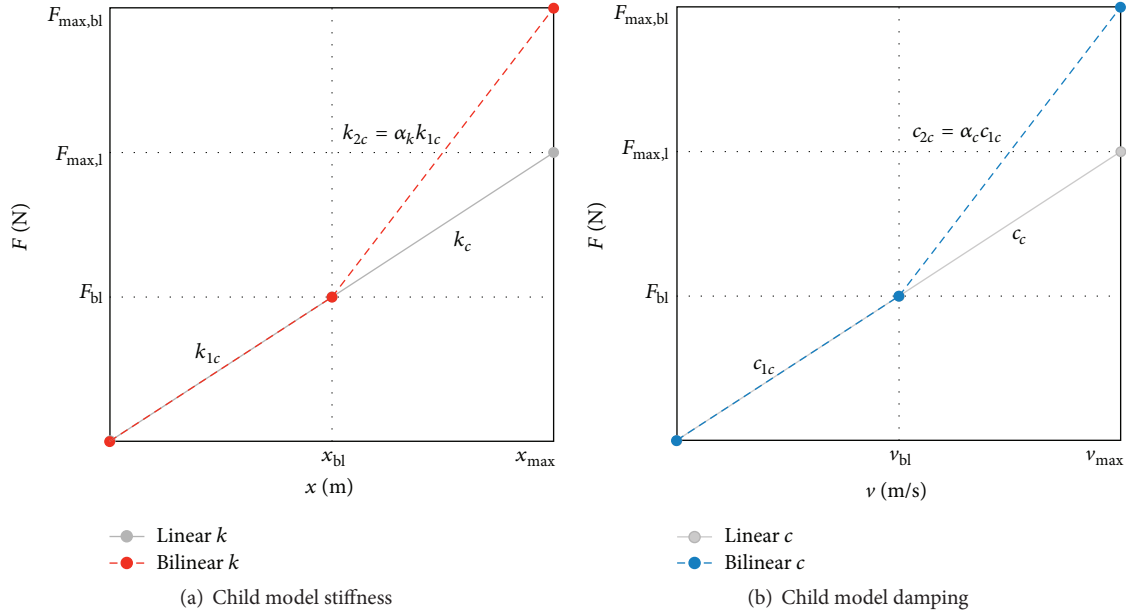 F_max,bl
k_2c = α_k k_1c
F_max,l
F (N)
k_c
F_bl
k_1c
x_bl
x_max
x (m)
Linear k
Bilinear k
(a) Child model stiffness
F_max,bl
c_2c = α_c c_1c
F_max,l
F (N)
c_c
F_bl
c_1c
v_bl
v_max
v (m/s)
Linear c
Bilinear c
(b) Child model damping